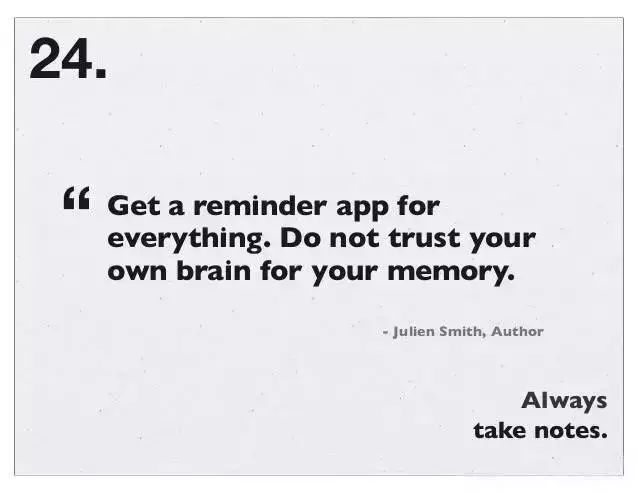 24.
“ Get a reminder app for
everything. Do not trust your
own brain for your memory.
- Julien Smith, Author
Always
take notes.